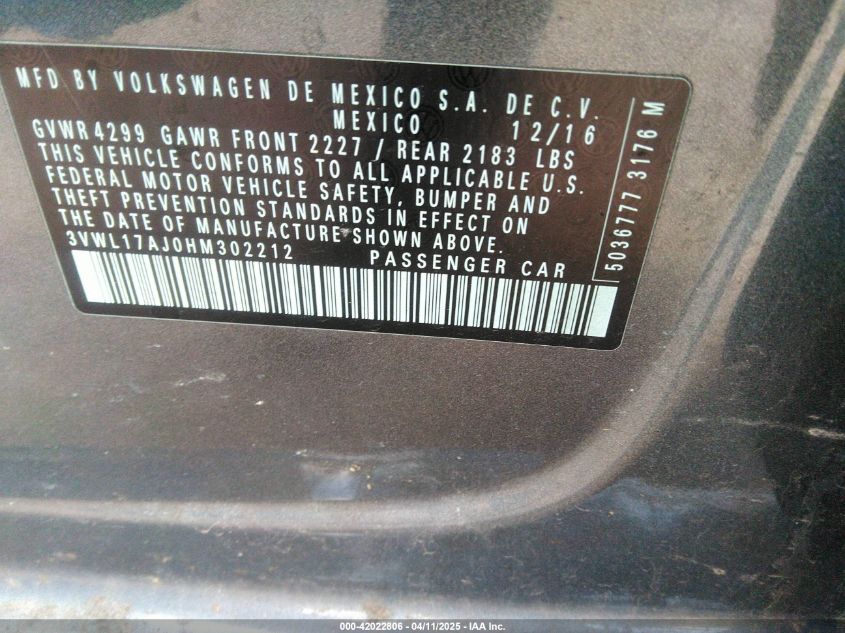 MFD BY VOLKSWAGEN DE MEXICO S.A. DE C.V.
MEXICO 12/16
GVWR 4299 GAWR FRONT 2227 / REAR 2183 LBS
THIS VEHICLE CONFORMS TO ALL APPLICABLE U.S.
FEDERAL MOTOR VEHICLE SAFETY, BUMPER AND
THEFT PREVENTION STANDARDS IN EFFECT ON
THE DATE OF MANUFACTURE SHOWN ABOVE.
3VWL17AJ0HM302212 PASSENGER CAR
5036777 3176 M
000-42022806 - 04/11/2025 - IAA Inc.